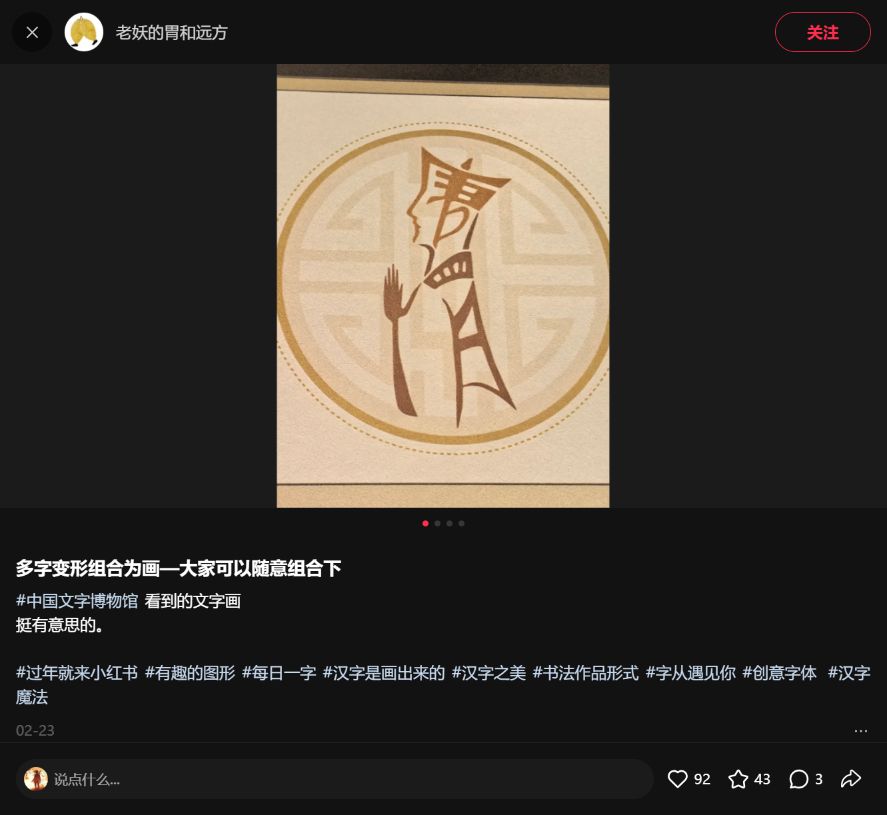 老妖的胃和远方
关注
多字变形组合为画—大家可以随意组合下
#中国文字博物馆 看到的文字画
挺有意思的。
#过年就来小红书 #有趣的图形 #每日一字 #汉字是画出来的 #汉字之美 #书法作品形式 #字从遇见你 #创意字体 #汉字
魔法
02-23
说点什么...
92
43
3